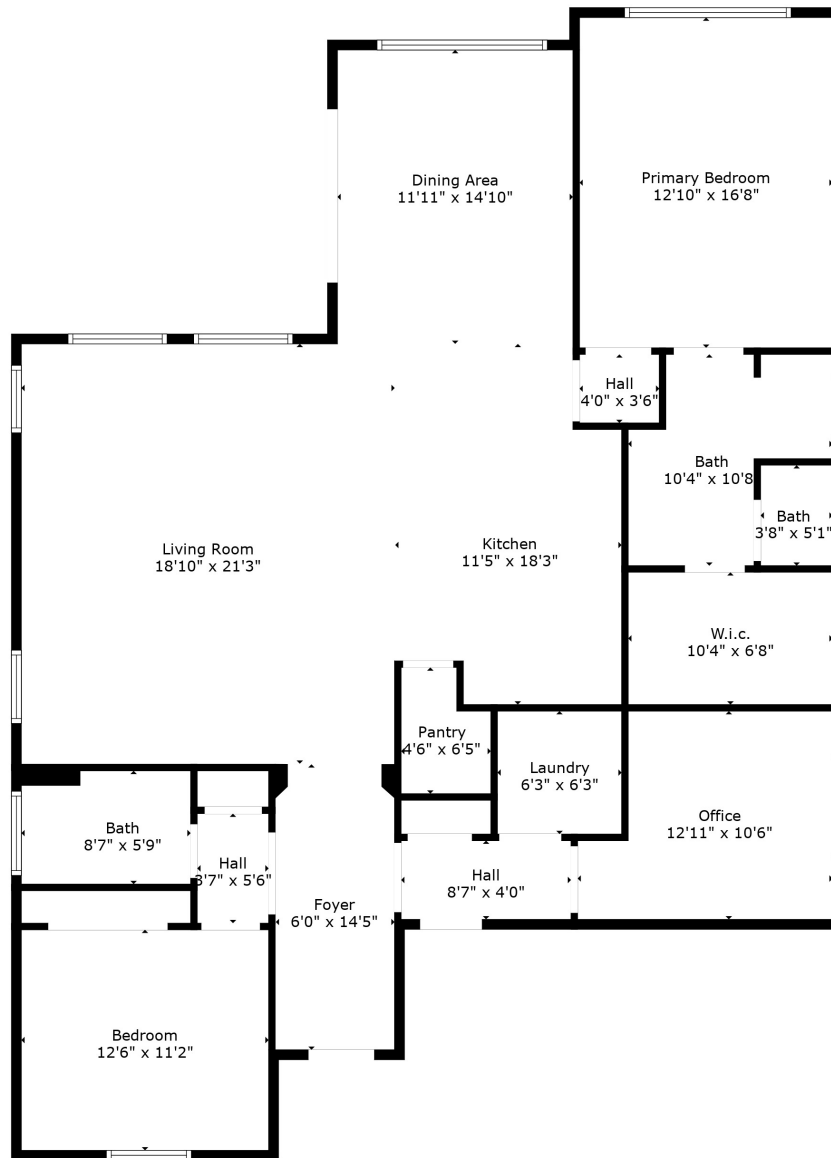 Dining Area
11'11" x 14'10"
Primary Bedroom
12'10" x 16'8"
Hall
4'0" x 3'6"
Bath
10'4" x 10'8
Bath
3'8" x 5'1"
Living Room
18'10" x 21'3"
Kitchen
11'5" x 18'3"
W.i.c.
10'4" x 6'8"
Pantry
4'6" x 6'5"
Laundry
6'3" x 6'3"
Office
12'11" x 10'6"
Bath
8'7" x 5'9"
Hall
3'7" x 5'6"
Foyer
6'0" x 14'5"
Hall
8'7" x 4'0"
Bedroom
12'6" x 11'2"